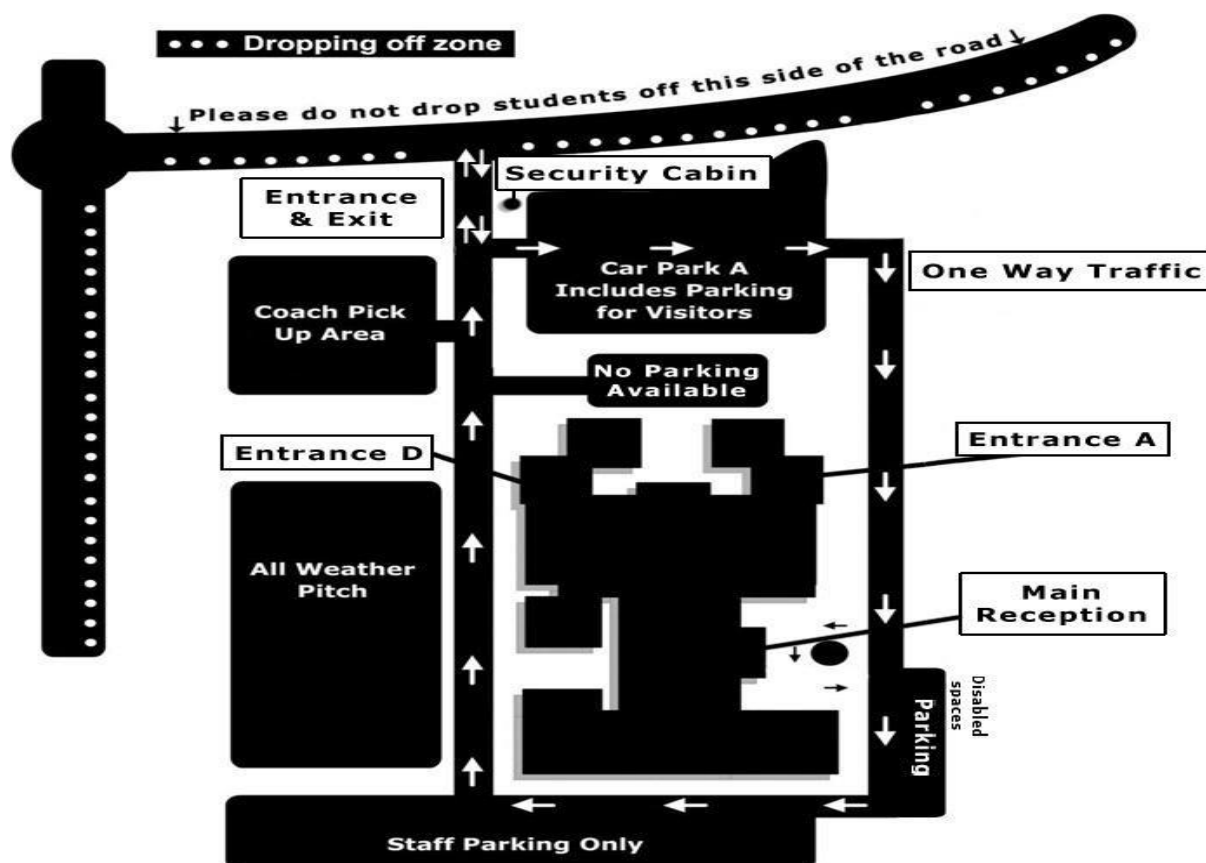 Dropping off zone
Please do not drop students off this side of the road
Security Cabin
Entrance
& Exit
Car Park A
Includes Parking
for Visitors
One Way Traffic
Coach Pick
Up Area
No Parking
Available
Entrance D
Entrance A
All Weather
Pitch
Main
Reception
Disabled
spaces
Parking
Staff Parking Only